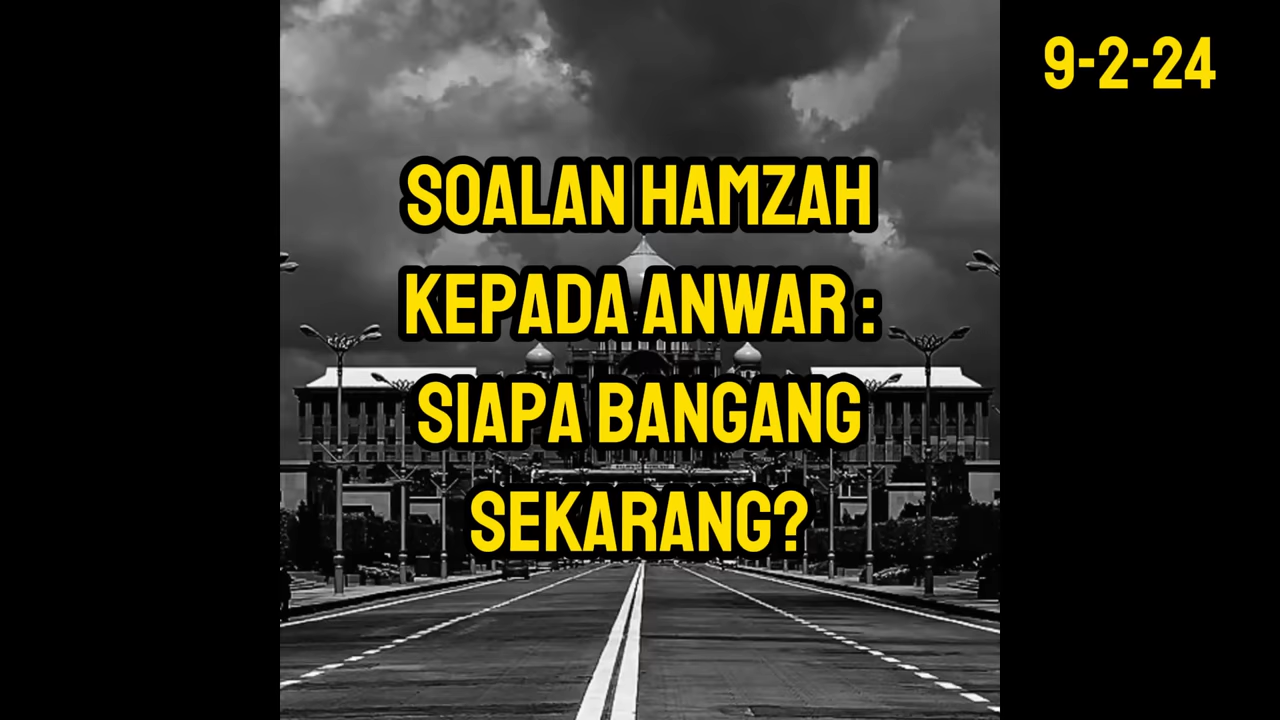 9-2-24
SOALAN HAMZAH
KEPADA ANWAR :
SIAPA BANGANG
SEKARANG?